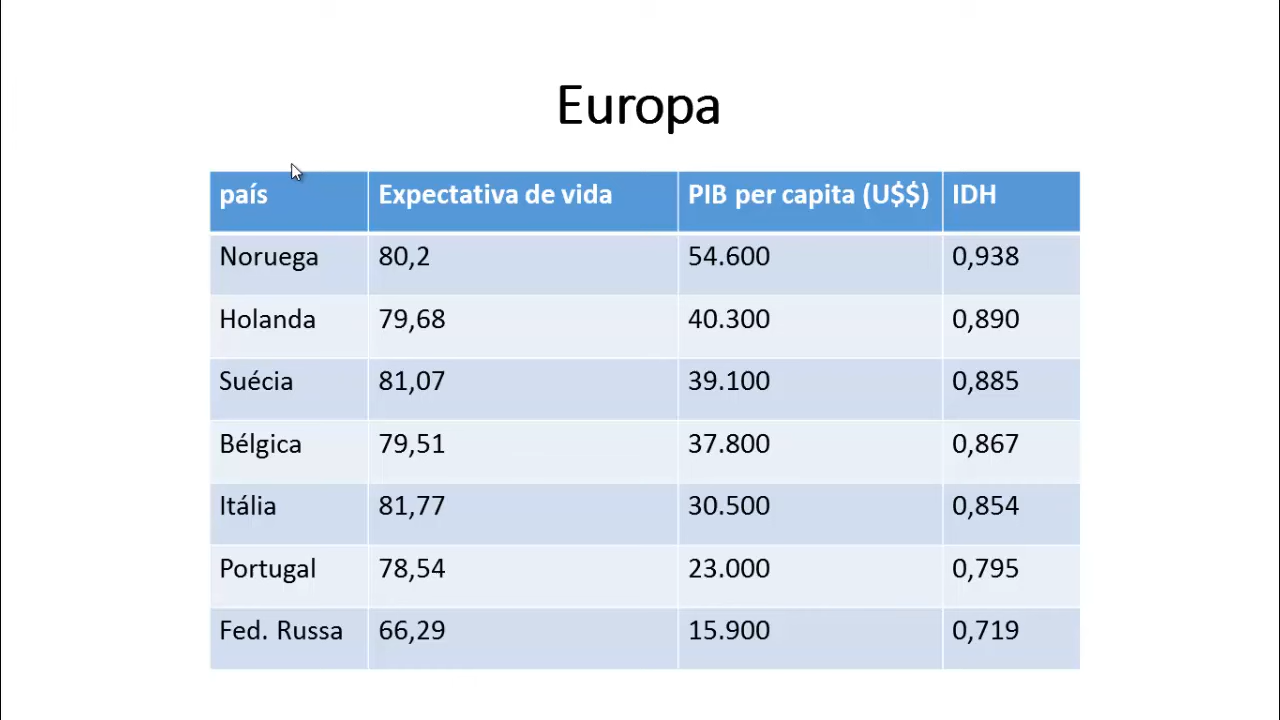 Europa
país Expectativa de vida PIB per capita (U$$) IDH
Noruega 80,2 54.600 0,938
Holanda 79,68 40.300 0,890
Suécia 81,07 39.100 0,885
Bélgica 79,51 37.800 0,867
Itália 81,77 30.500 0,854
Portugal 78,54 23.000 0,795
Fed. Russa 66,29 15.900 0,719